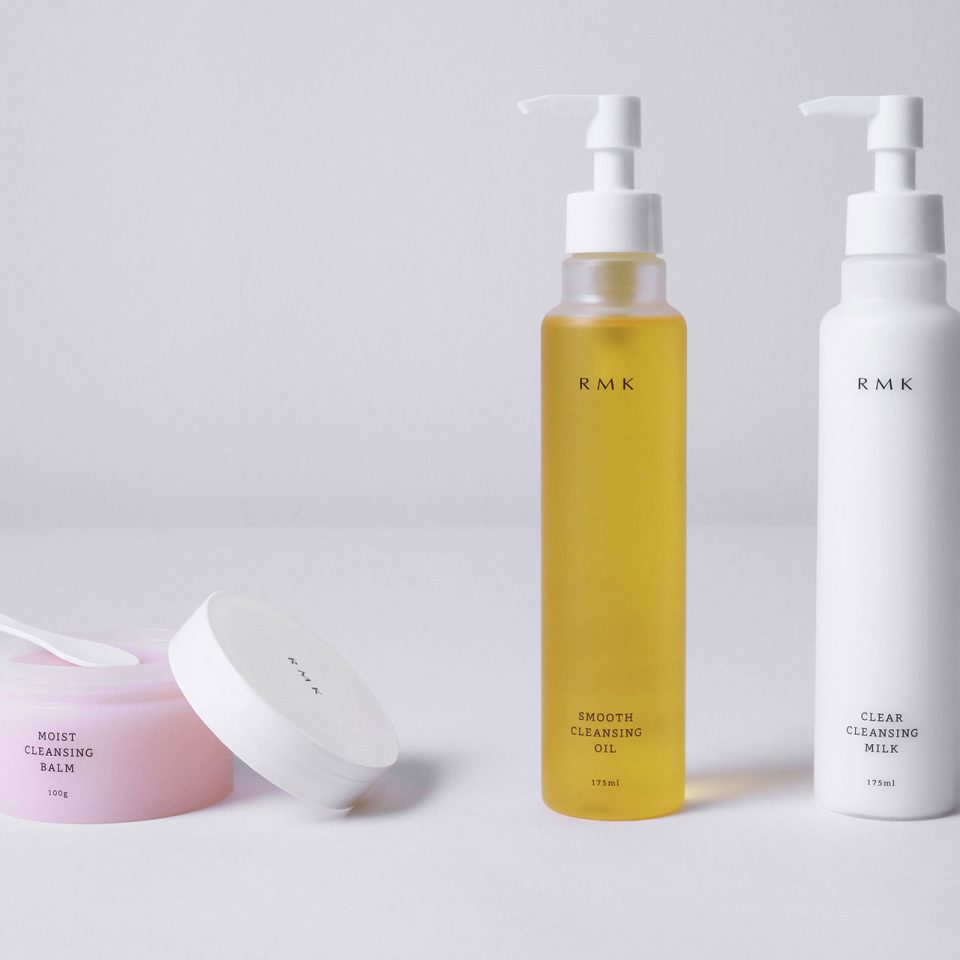 RMK
MOIST
CLEANSING
BALM
100g
RMK
SMOOTH
CLEANSING
OIL
175ml
RMK
CLEAR
CLEANSING
MILK
175ml